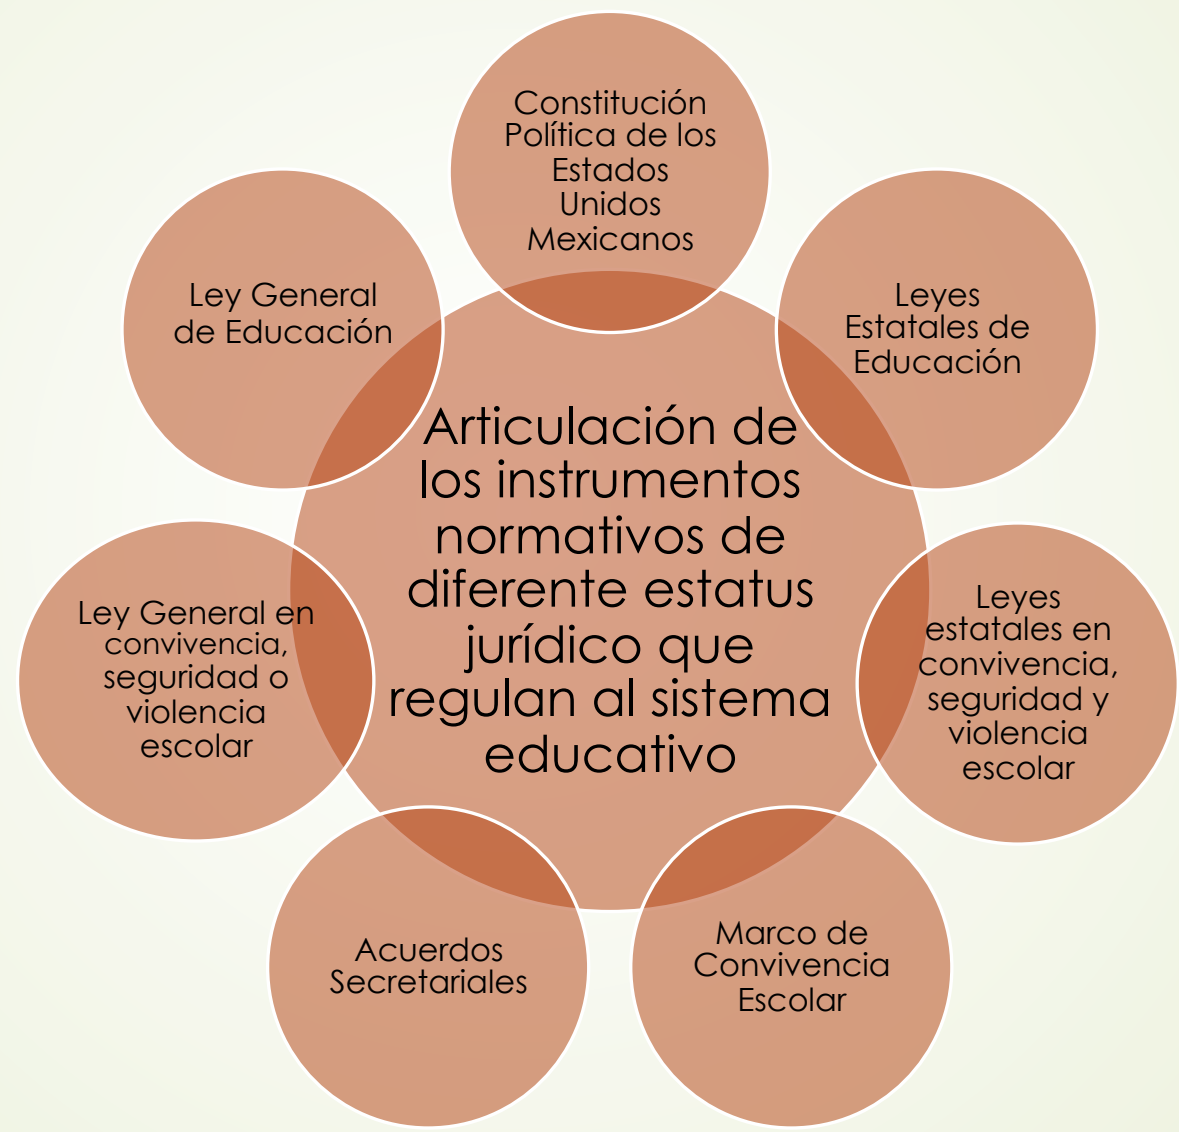 Constitución
Política de los
Estados
Unidos
Mexicanos
Leyes
Estatales de
Educación
Leyes
estatales en
convivencia,
seguridad y
violencia
escolar
Marco de
Convivencia
Escolar
Acuerdos
Secretariales
Ley General en
convivencia,
seguridad o
violencia
escolar
Ley General
de Educación
Articulación de
los instrumentos
normativos de
diferente estatus
jurídico que
regulan al sistema
educativo